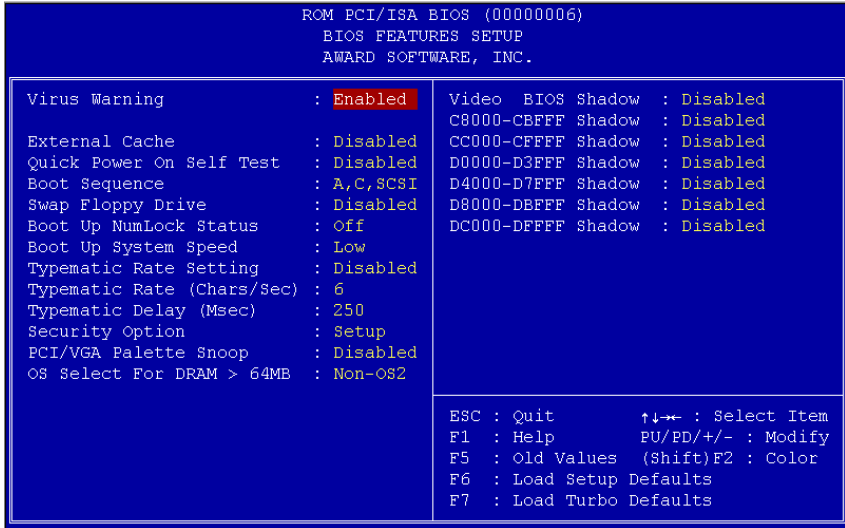 ROM PCI/ISA BIOS (00000006)
BIOS FEATURES SETUP
AWARD SOFTWARE, INC.
Virus Warning : Enabled
External Cache : Disabled
Quick Power On Self Test : Disabled
Boot Sequence : A,C,SCSI
Swap Floppy Drive : Disabled
Boot Up NumLock Status : Off
Boot Up System Speed : Low
Typematic Rate Setting : Disabled
Typematic Rate (Chars/Sec) : 6
Typematic Delay (Msec) : 250
Security Option : Setup
PCI/VGA Palette Snoop : Disabled
OS Select For DRAM > 64MB : Non-OS2
Video BIOS Shadow : Disabled
C8000-CBFFF Shadow : Disabled
CC000-CFFFF Shadow : Disabled
D0000-D3FFF Shadow : Disabled
D4000-D7FFF Shadow : Disabled
D8000-DBFFF Shadow : Disabled
DC000-DFFFF Shadow : Disabled
ESC : Quit ↑↓→← : Select Item
F1 : Help PU/PD/+/- : Modify
F5 : Old Values (Shift)F2 : Color
F6 : Load Setup Defaults
F7 : Load Turbo Defaults